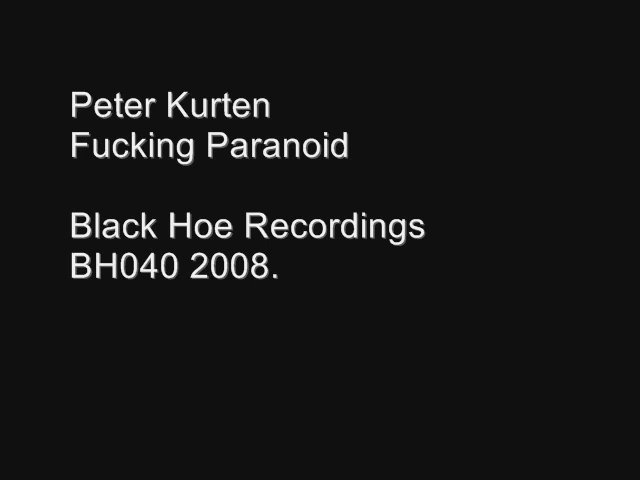 Peter Kurten
Fucking Paranoid
Black Hoe Recordings
BH040 2008.